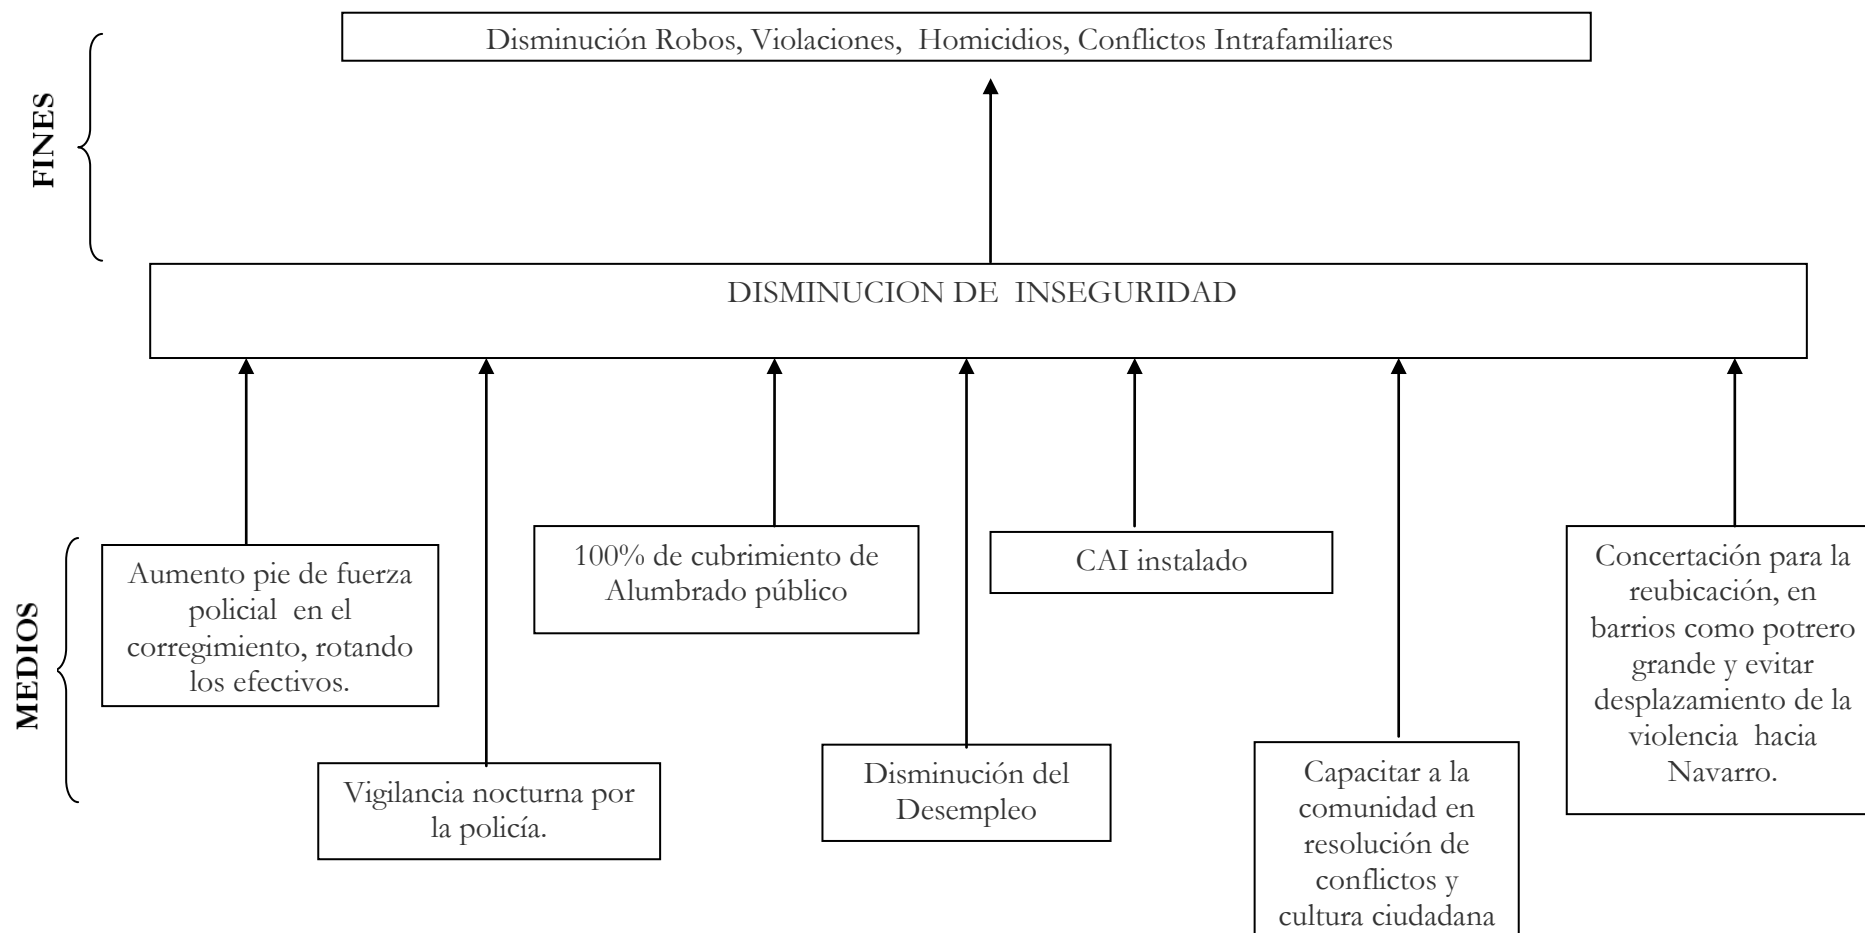 Disminución Robos, Violaciones, Homicidios, Conflictos Intrafamiliares
FINES
DISMINUCION DE INSEGURIDAD
MEDIOS
Aumento pie de fuerza
policial en el
corregimiento, rotando
los efectivos.
Vigilancia nocturna por
la policía.
100% de cubrimiento de
Alumbrado público
Disminución del
Desempleo
CAI instalado
Capacitar a la
comunidad en
resolución de
conflictos y
cultura ciudadana
Concertación para la
reubicación, en
barrios como potrero
grande y evitar
desplazamiento de la
violencia hacia
Navarro.